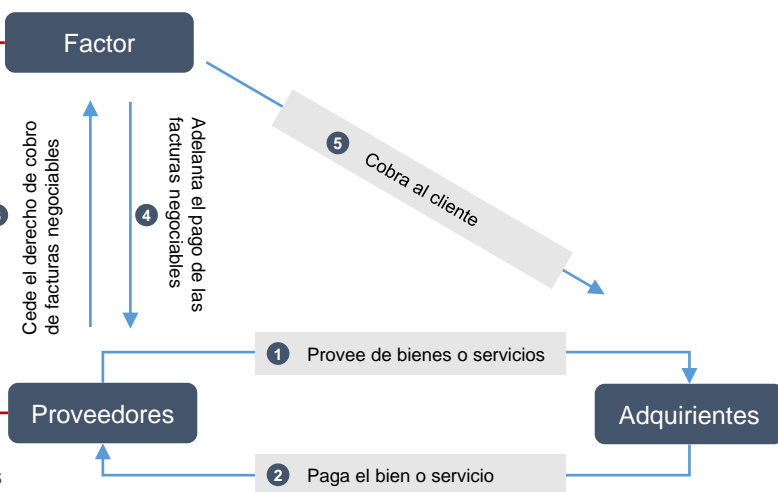 Factor
Cede el derecho de cobro
de facturas negociables
4
Adelanta el pago de las
facturas negociables
5
Cobra al cliente
1
Provee de bienes o servicios
Proveedores
Adquirientes
2
Paga el bien o servicio
s